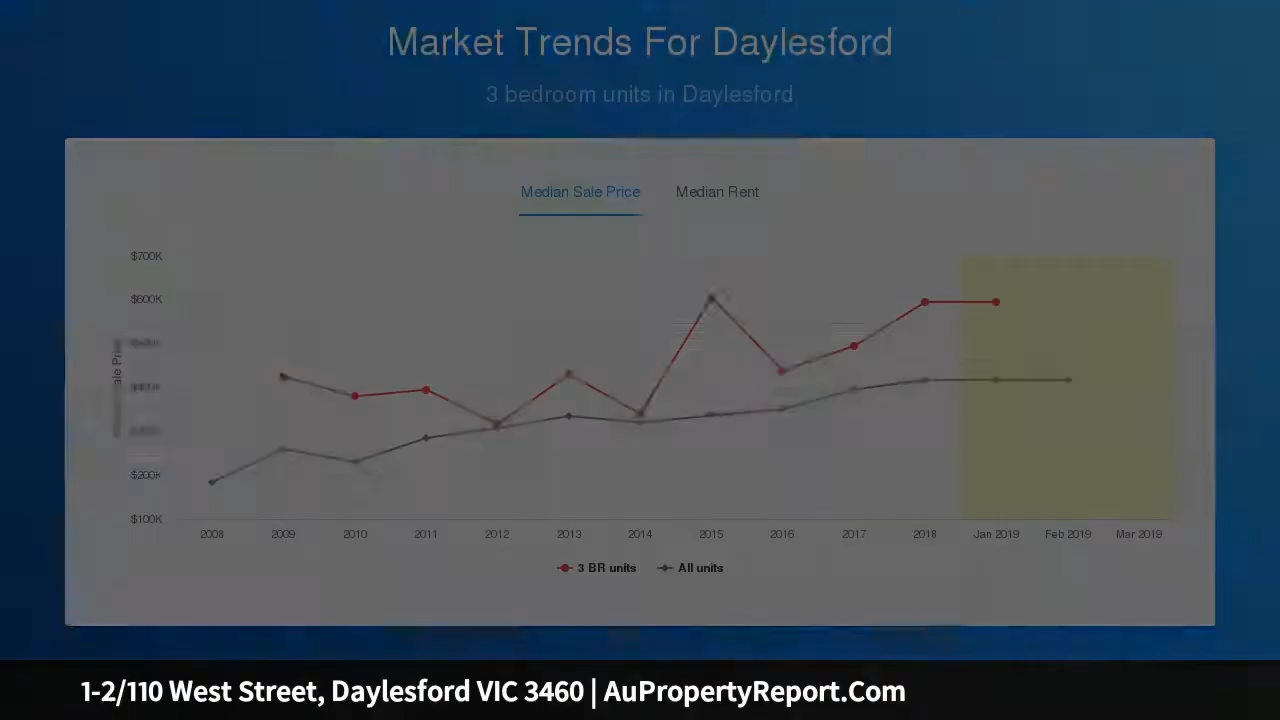 Market Trends For Daylesford
3 bedroom units in Daylesford
Median Sale Price Median Rent
$700K
$600K
$200K
$100K
2008 2009 2010 2011 2012 2013 2014 2015 2016 2017 2018 Jan 2019 Feb 2019 Mar 2019
3 BR units All units
1-2/110 West Street, Daylesford VIC 3460 | AuPropertyReport.Com